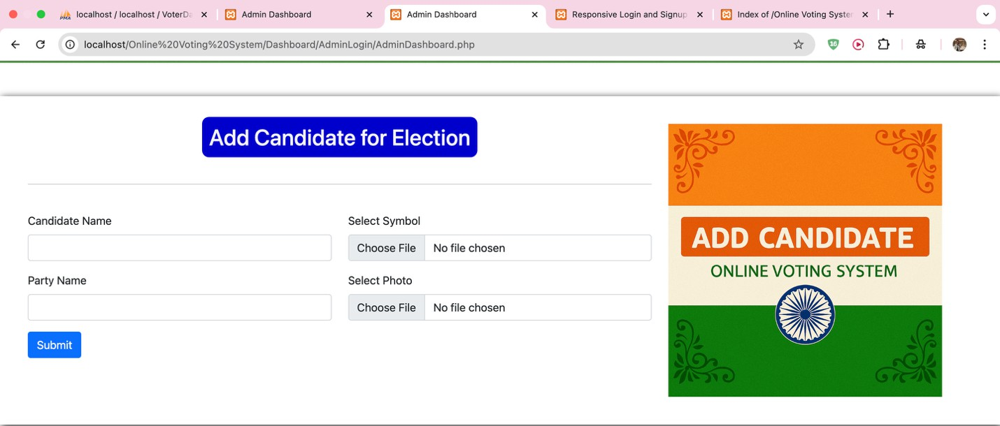 localhost / localhost / VoterDa
Admin Dashboard
Admin Dashboard
Responsive Login and Signup
Index of /Online Voting System
localhost/Online%20Voting%20System/Dashboard/AdminLogin/AdminDashboard.php
16
Add Candidate for Election
Candidate Name
Select Symbol
Choose File No file chosen
Party Name
Select Photo
Choose File No file chosen
Submit
ADD CANDIDATE
ONLINE VOTING SYSTEM